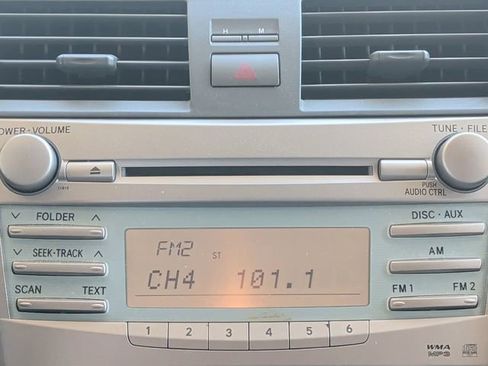 H M
POWER·VOLUME
TUNE·FILE
PUSH
AUDIO CTRL
∨ FOLDER ∧
DISC·AUX
∨ SEEK·TRACK ∧
AM
SCAN TEXT
FM1 FM2
FM2 ST
CH4 101.1
1 2 3 4 5 6
WMA
MP3